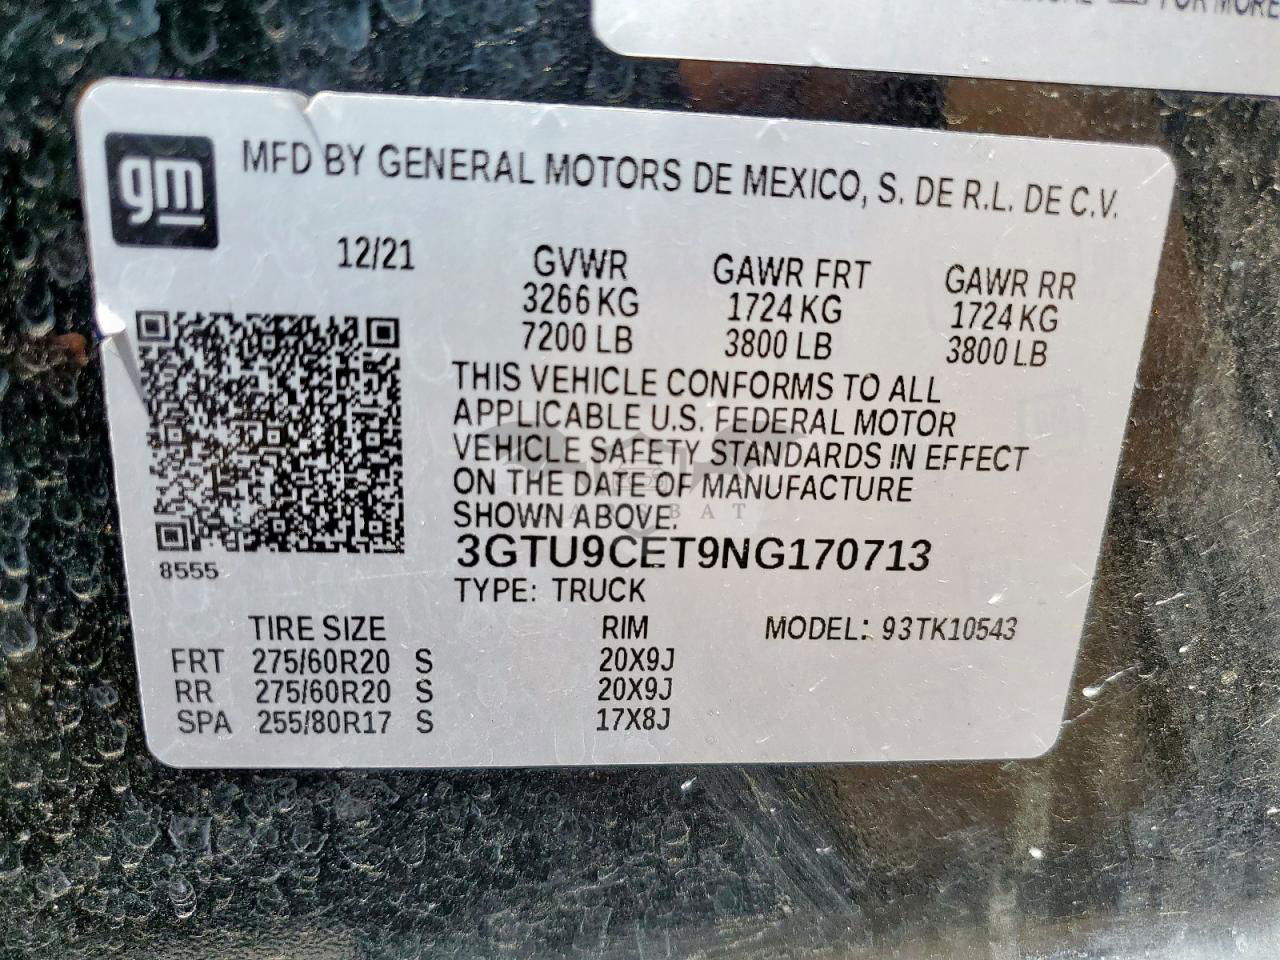 FOR MORE
gm
MFD BY GENERAL MOTORS DE MEXICO, S. DE R.L. DE C.V.
12/21
GVWR GAWR FRT GAWR RR
3266 KG 1724 KG 1724 KG
7200 LB 3800 LB 3800 LB
THIS VEHICLE CONFORMS TO ALL
APPLICABLE U.S. FEDERAL MOTOR
VEHICLE SAFETY STANDARDS IN EFFECT
ON THE DATE OF MANUFACTURE
SHOWN ABOVE.
3GTU9CET9NG170713
8555
TYPE: TRUCK
TIRE SIZE RIM MODEL: 93TK10543
FRT 275/60R20 S 20X9J
RR 275/60R20 S 20X9J
SPA 255/80R17 S 17X8J